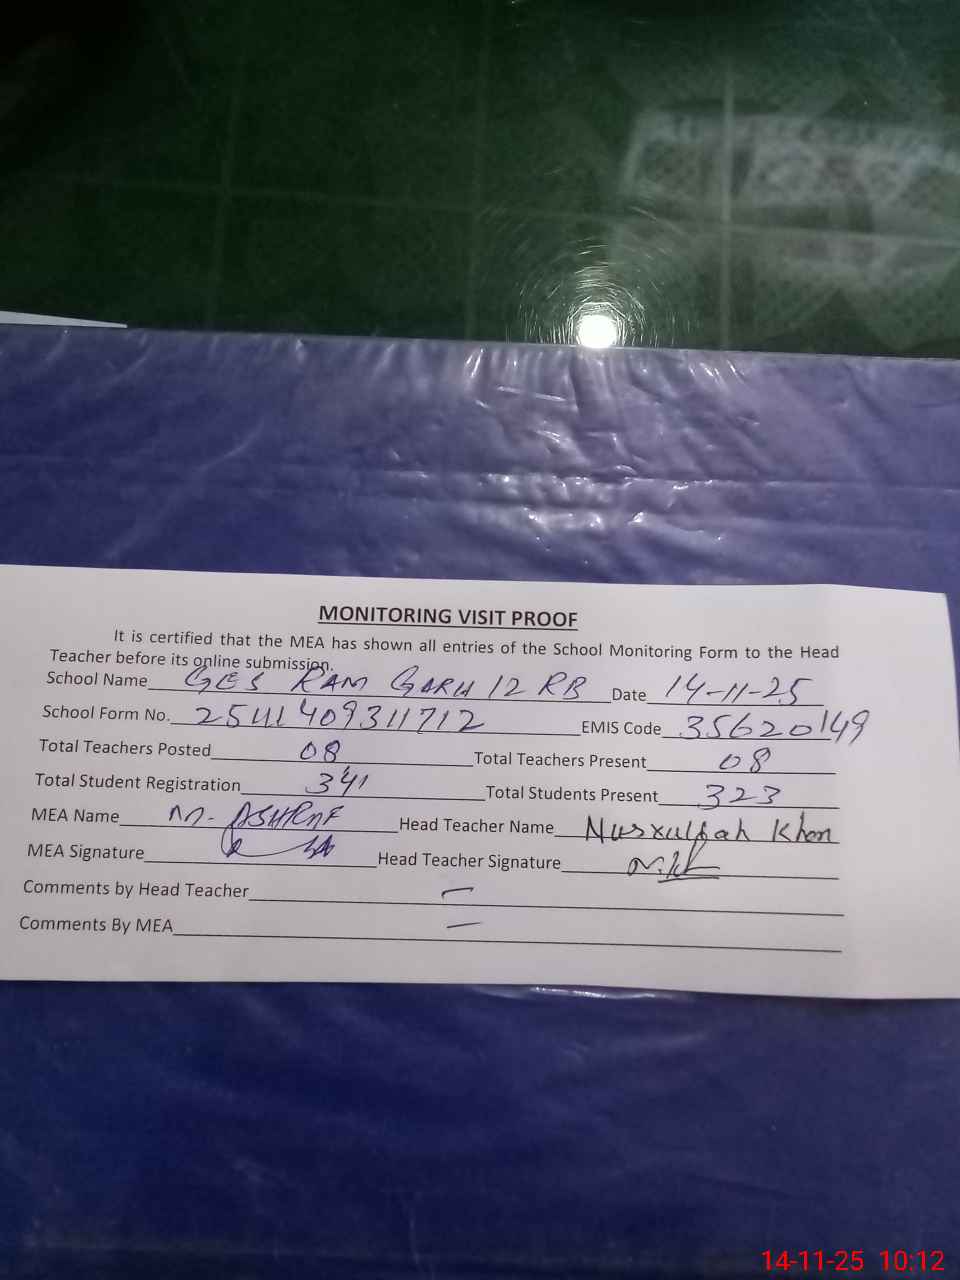 MONITORING VISIT PROOF
It is certified that the MEA has shown all entries of the School Monitoring Form to the Head
Teacher before its online submission.
School Name GES RAM GARH 12 RB Date 14-11-25
School Form No. 251111409311712 EMIS Code 35620149
Total Teachers Posted 08 Total Teachers Present 08
Total Student Registration 341 Total Students Present 323
MEA Name M. ASHRAF Head Teacher Name Khan
MEA Signature Head Teacher Signature
Comments by Head Teacher —
Comments By MEA —
14-11-25 10:12